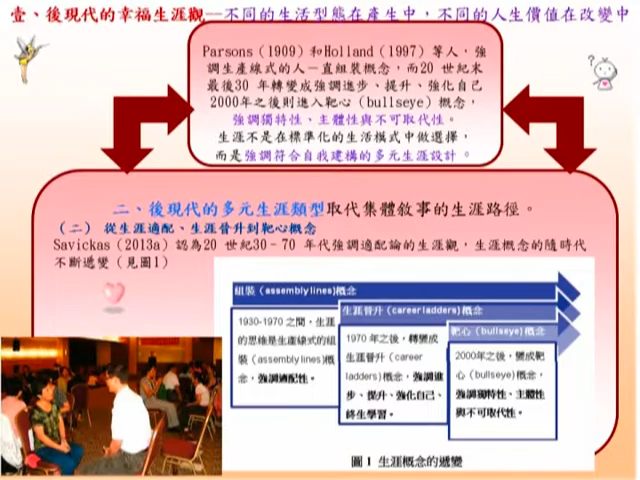 壹、後現代的幸福生涯觀--不同的生活型態在產生中，不同的人生價值在改變中
Parsons（1909）和Holland（1997）等人，強
調生產線式的人－直組裝概念，而20 世紀末
最後30 年轉變成強調進步、提升、強化自己
2000年之後則進入靶心（bullseye）概念，
強調獨特性、主體性與不可取代性。
生涯不是在標準化的生活模式中做選擇，
而是強調符合自我建構的多元生涯設計。
二、後現代的多元生涯類型取代集體敘事的生涯路徑。
（二） 從生涯適配、生涯晉升到靶心概念
Savickas（2013a）認為20 世紀30－70 年代強調適配論的生涯觀，生涯概念的隨時代
不斷遞變（見圖1）
組裝（assembly lines)概念
1930-1970 之間，生涯
的思維是生產線式的組
裝（assembly lines)概
念，強調適配性。
生涯晉升（career ladders）概念
1970 年之後，轉變成
生涯晉升（career
ladders）概念，強調進
步、提升、強化自己、
終生學習。
靶心（bullseye）概念
2000年之後，變成靶
心（bullseye)概念，
強調獨特性、主體性
與不可取代性。
圖 1 生涯概念的遞變